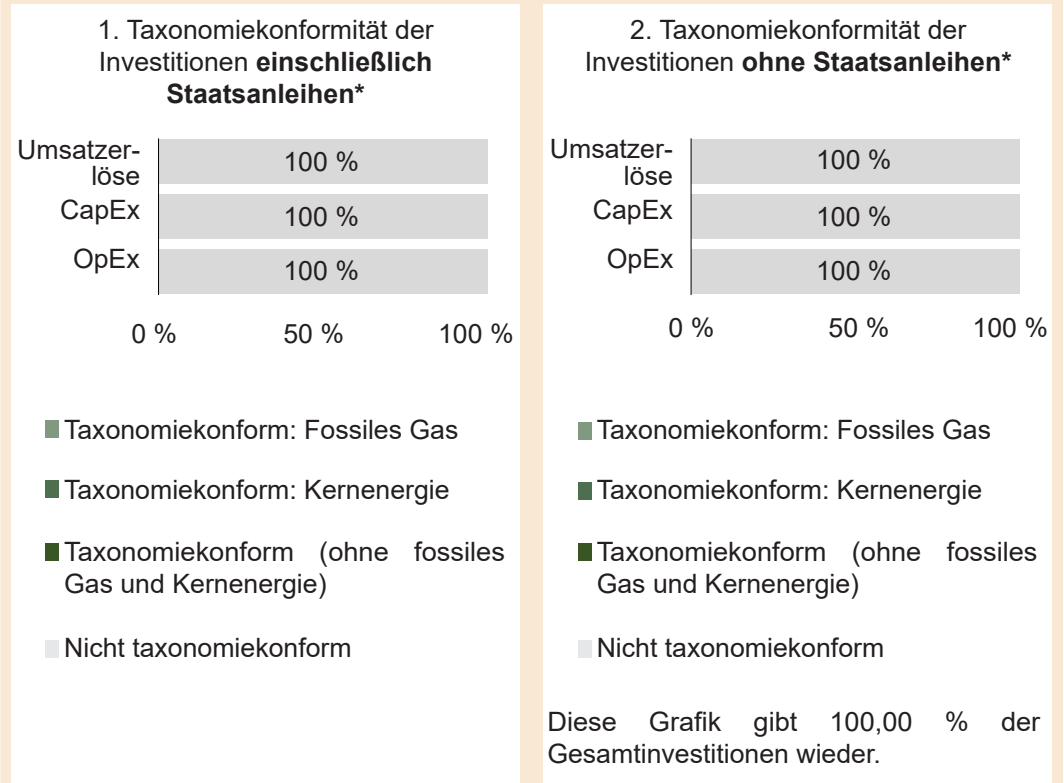 1. Taxonomiekonformität der
Investitionen einschließlich
Staatsanleihen*
Umsatzer-
löse
100 %
CapEx
100 %
OpEx
100 %
0 % 50 % 100 %
Taxonomiekonform: Fossiles Gas
Taxonomiekonform: Kernenergie
Taxonomiekonform (ohne fossiles
Gas und Kernenergie)
Nicht taxonomiekonform
2. Taxonomiekonformität der
Investitionen ohne Staatsanleihen*
Umsatzer-
löse
100 %
CapEx
100 %
OpEx
100 %
0 % 50 % 100 %
Taxonomiekonform: Fossiles Gas
Taxonomiekonform: Kernenergie
Taxonomiekonform (ohne fossiles
Gas und Kernenergie)
Nicht taxonomiekonform
Diese Grafik gibt 100,00 % der
Gesamtinvestitionen wieder.